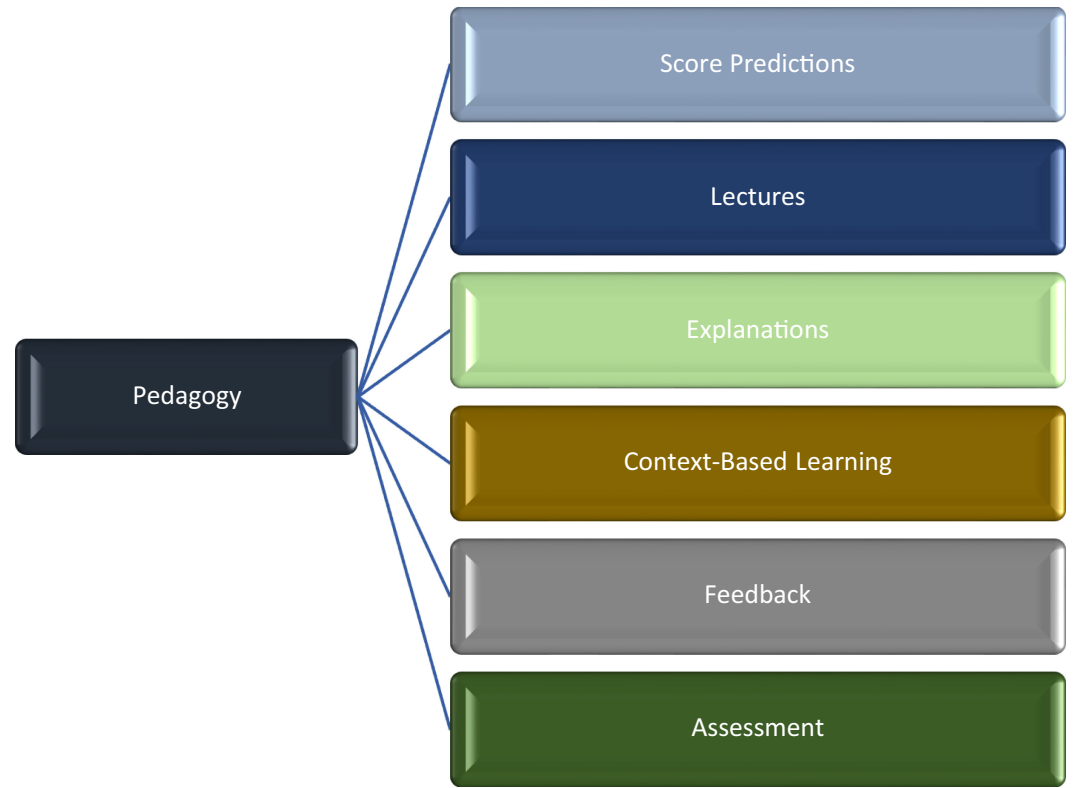 Score Predictions
Lectures
Explanations
Pedagogy
Context-Based Learning
Feedback
Assessment